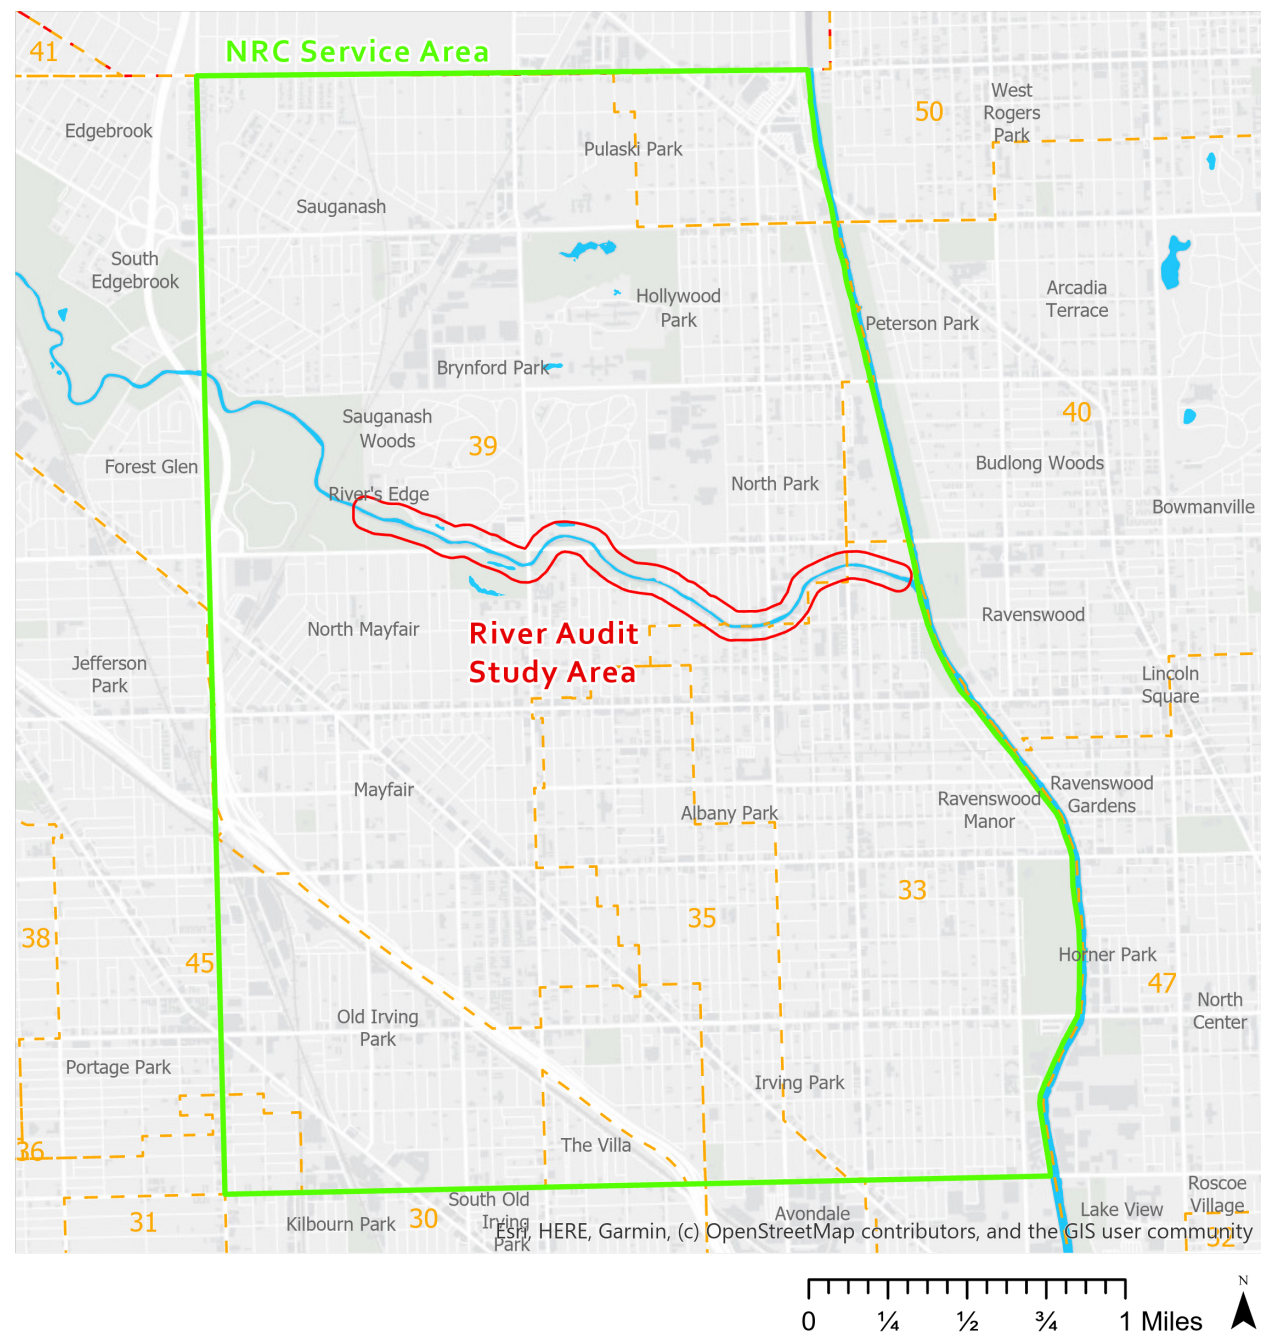 NRC Service Area
41
West
Rogers
Park
50
Edgebrook
Pulaski Park
Sauganash
South
Edgebrook
Hollywood
Park
Arcadia
Terrace
Peterson Park
Brynford Park
Sauganash
Woods
39
40
Forest Glen
Budlong Woods
North Park
River's Edge
Bowmanville
Ravenswood
North Mayfair
River Audit
Study Area
Jefferson
Park
Lincoln
Square
Mayfair
Ravenswood
Gardens
Ravenswood
Manor
Albany Park
33
35
38
45
Horner Park
47
North
Center
Old Irving
Park
Portage Park
Irving Park
36
The Villa
Roscoe
Village
South Old
Irving
Park
Lake View
Avondale
31
Kilbourn Park
30
32
Esri, HERE, Garmin, (c) OpenStreetMap contributors, and the GIS user community
N
0 ¼ ½ ¾ 1 Miles